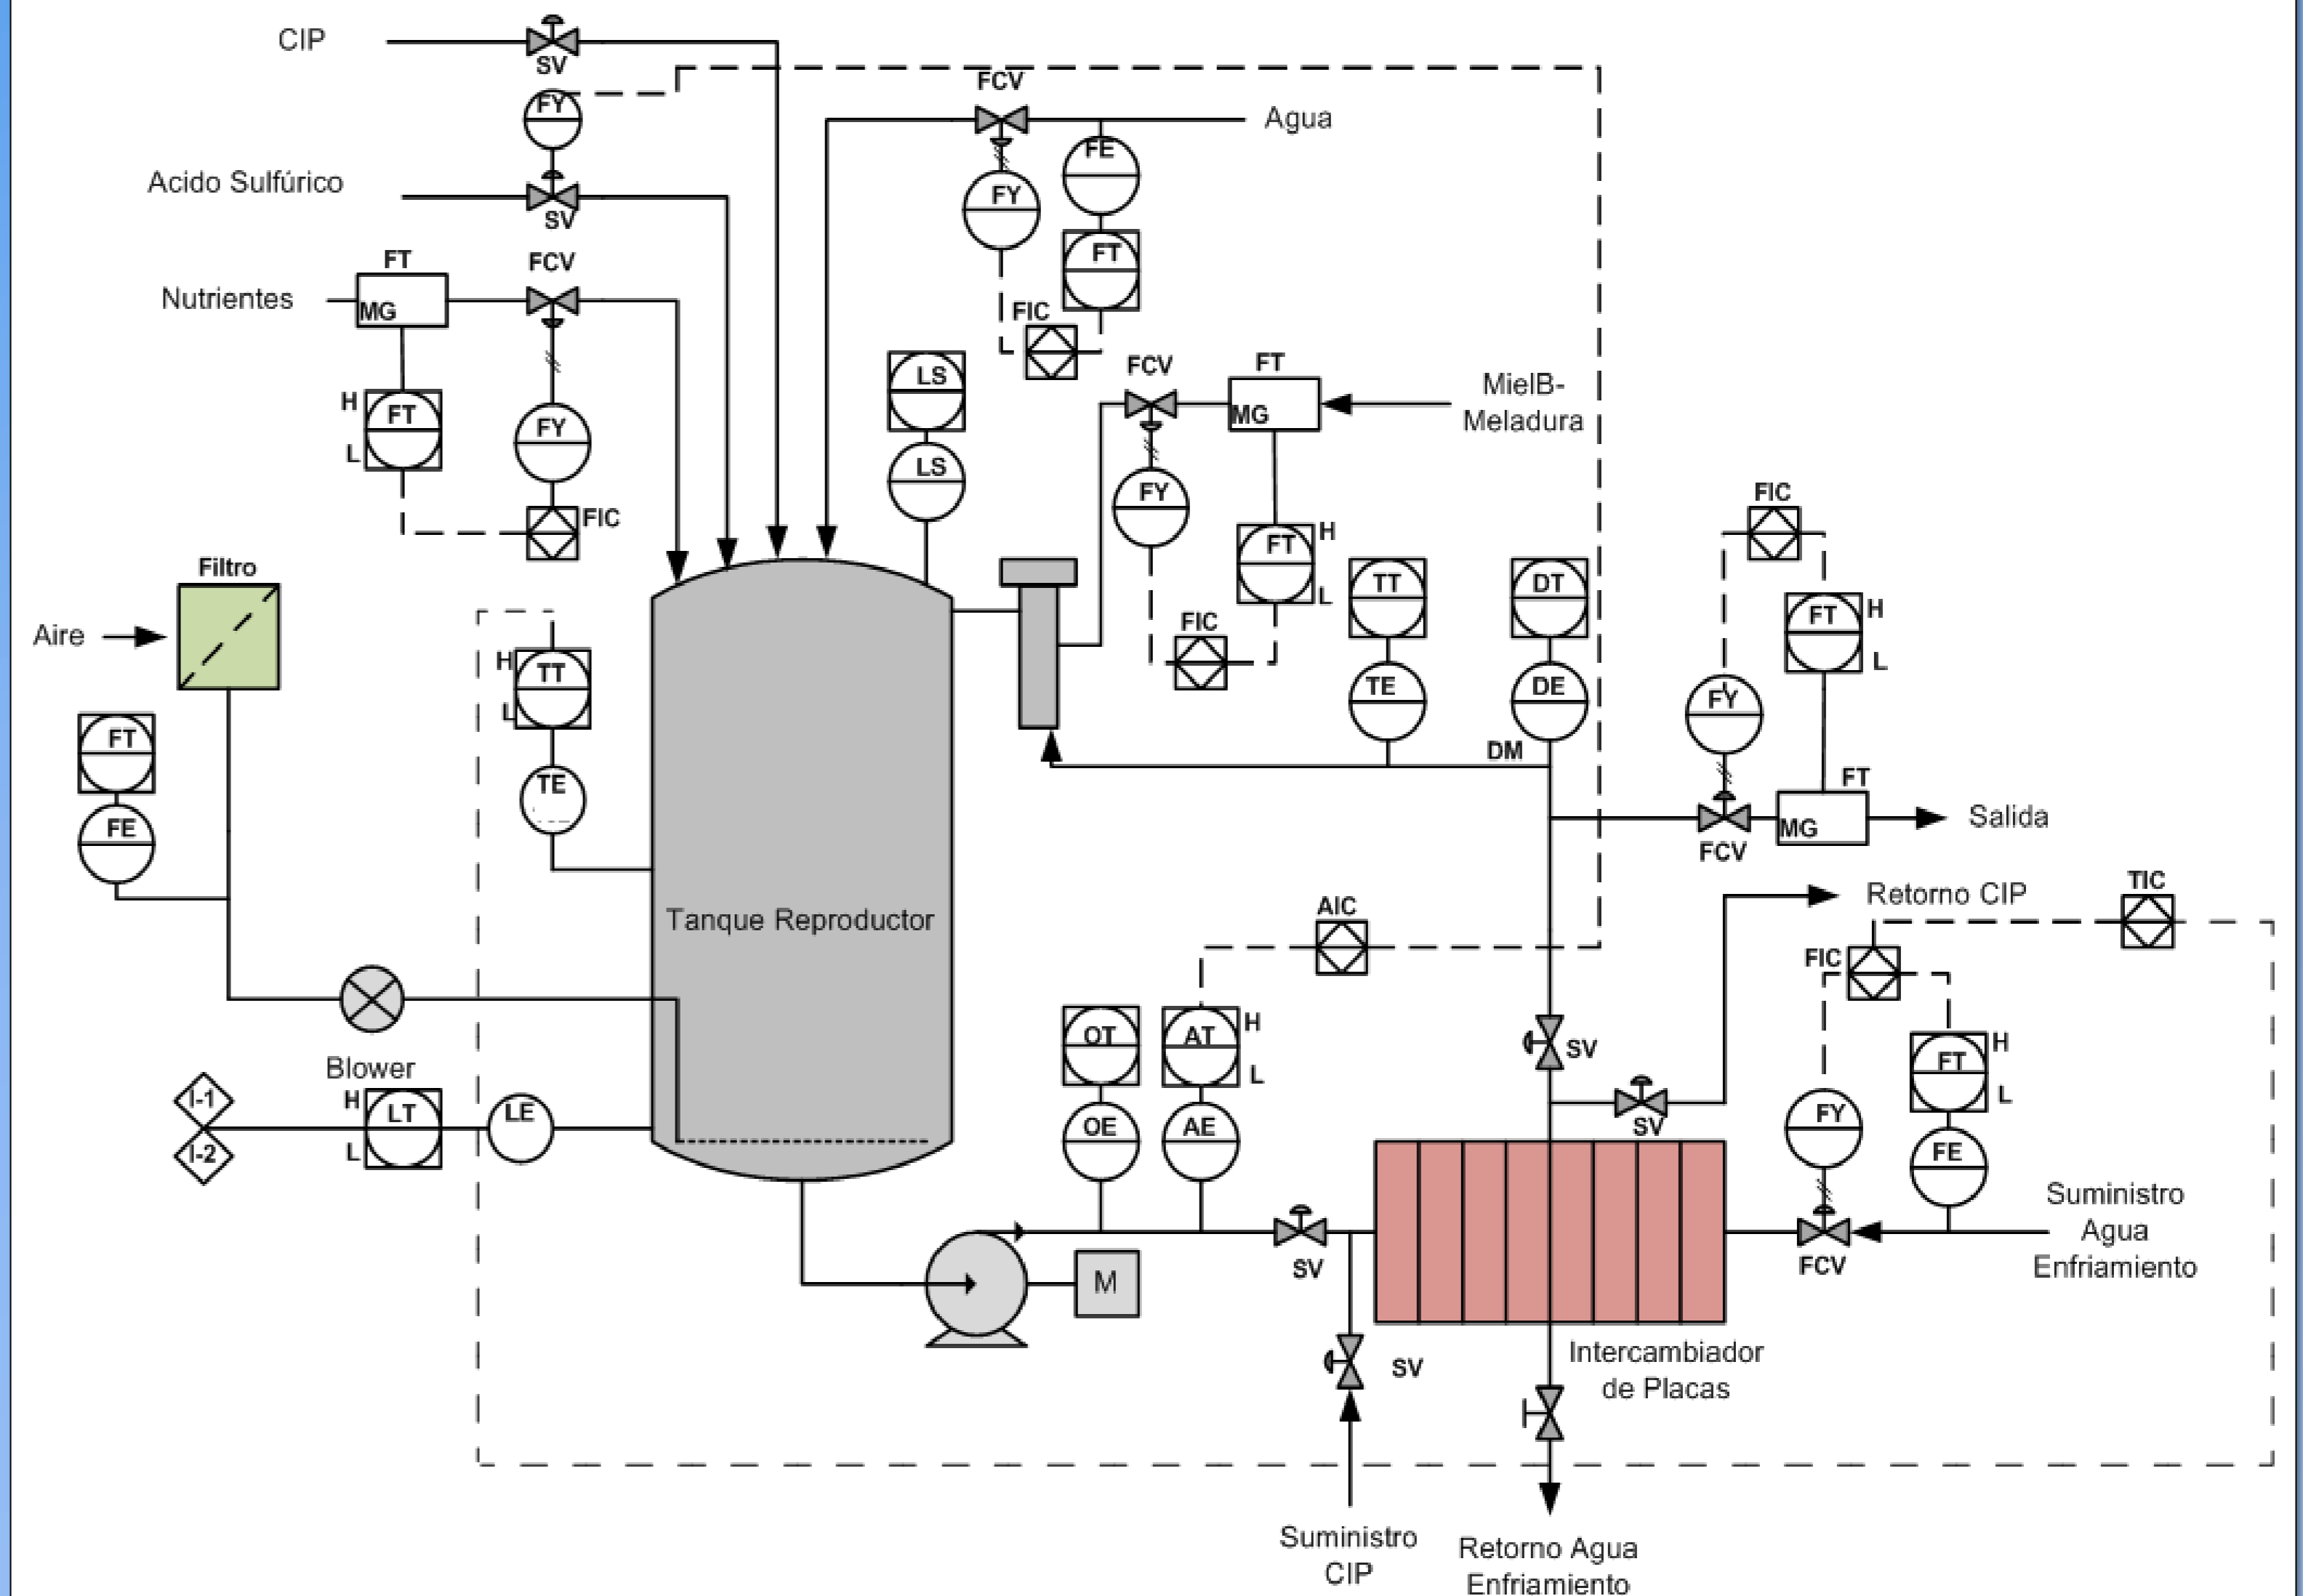 CIP
SV
FY
FCV
Agua
FE
Acido Sulfúrico
SV
FY
FT
FCV
FT
Nutrientes
MG
FIC
LS
FCV
FT
MielB-
Meladura
MG
H
FT
L
FY
LS
FY
FIC
FIC
H
FT
L
Filtro
TT
DT
FT
H
L
FIC
Aire
H
TT
L
TE
DE
FY
FT
DM
TE
FT
FE
MG
Salida
FCV
TIC
Retorno CIP
AIC
Tanque Reproductor
FIC
OT
AT
H
L
SV
FT
H
L
Blower
I-1
I-2
H
LT
L
LE
OE
AE
SV
FY
FE
Suministro
Agua
Enfriamiento
SV
FCV
M
Intercambiador
de Placas
SV
Suministro
CIP
Retorno Agua
Enfriamiento